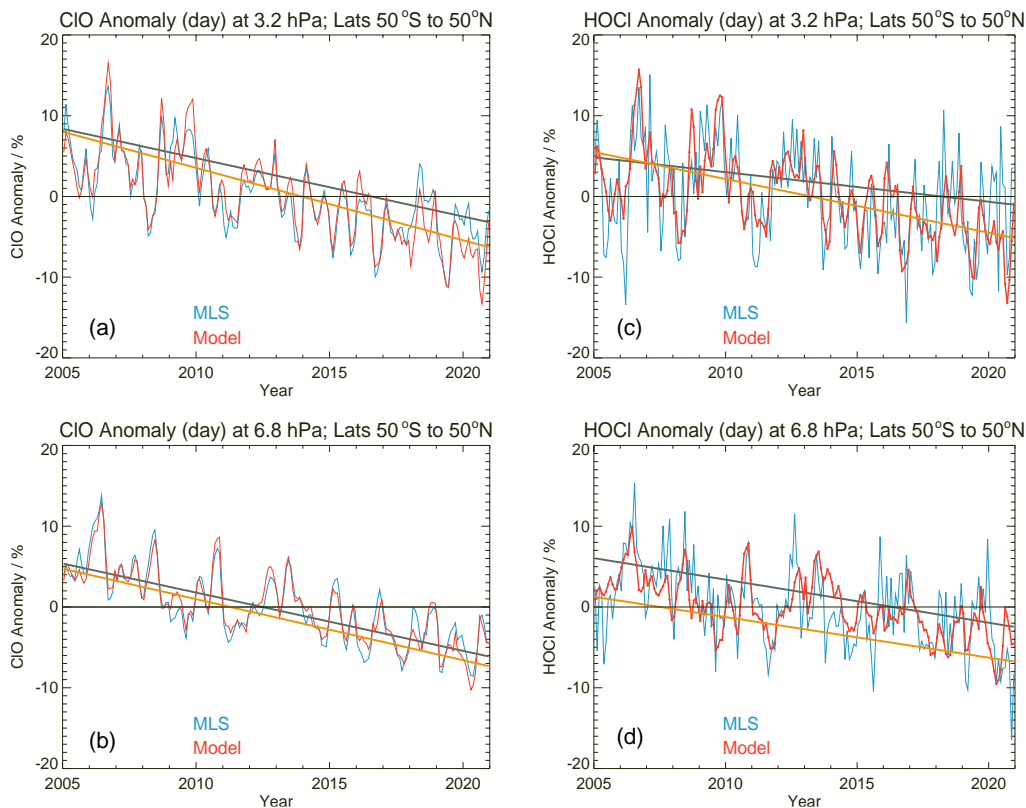 ClO Anomaly (day) at 3.2 hPa; Lats 50°S to 50°N
20
10
0
-10
-20
ClO Anomaly / %
MLS
Model
(a)
2005
2010
2015
2020
Year
HOCl Anomaly (day) at 3.2 hPa; Lats 50°S to 50°N
20
10
0
-10
-20
HOCl Anomaly / %
MLS
Model
(c)
2005
2010
2015
2020
Year
ClO Anomaly (day) at 6.8 hPa; Lats 50°S to 50°N
20
10
0
-10
-20
ClO Anomaly / %
MLS
Model
(b)
2005
2010
2015
2020
Year
HOCl Anomaly (day) at 6.8 hPa; Lats 50°S to 50°N
20
10
0
-10
-20
HOCl Anomaly / %
MLS
Model
(d)
2005
2010
2015
2020
Year